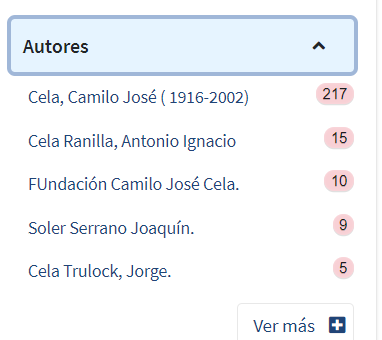 Autores
Cela, Camilo José ( 1916-2002) 217
Cela Ranilla, Antonio Ignacio 15
FUndación Camilo José Cela. 10
Soler Serrano Joaquín. 9
Cela Trulock, Jorge. 5
Ver más